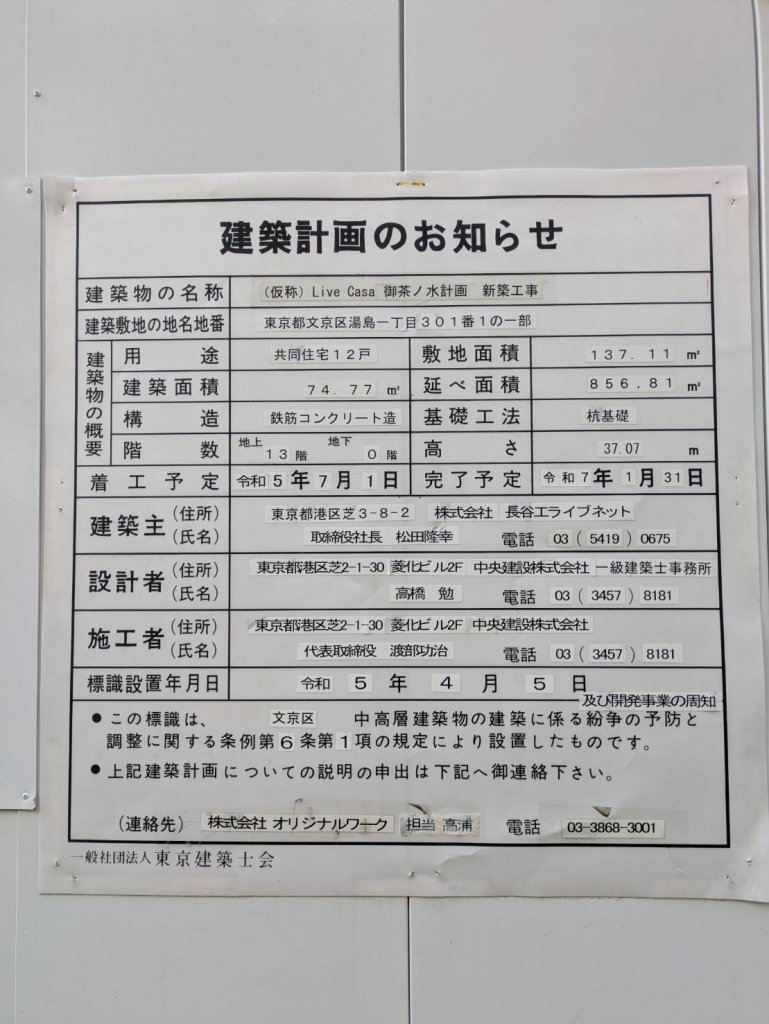 建築計画のお知らせ
建築物の名称 (仮称) Live Casa 御茶ノ水計画 新築工事
建築敷地の地名地番 東京都文京区湯島一丁目301番1の一部
建築物の概要
用途 共同住宅12戸 敷地面積 137.11 ㎡
建築面積 74.77 ㎡ 延べ面積 856.81 ㎡
構造 鉄筋コンクリート造 基礎工法 杭基礎
階数 地上 13 階 地下 0 階 高さ 37.07 m
着工予定 令和 5 年 7 月 1 日 完了予定 令和 7 年 1 月 31 日
建築主 (住所) 東京都港区芝3-8-2 株式会社 長谷エライブネット
(氏名) 取締役社長 松田隆幸 電話 03 ( 5419 ) 0675
設計者 (住所) 東京都港区芝2-1-30 菱化ビル2F 中央建設株式会社 一級建築士事務所
(氏名) 高橋 勉 電話 03 ( 3457 ) 8181
施工者 (住所) 東京都港区芝2-1-30 菱化ビル2F 中央建設株式会社
(氏名) 代表取締役 渡部功治 電話 03 ( 3457 ) 8181
標識設置年月日 令和 5 年 4 月 5 日
及び開発事業の周知
●この標識は、 文京区 中高層建築物の建築に係る紛争の予防と
調整に関する条例第6条第1項の規定により設置したものです。
●上記建築計画についての説明の申出は下記へ御連絡下さい。
(連絡先) 株式会社 オリジナルワーク 担当 高浦 電話 03-3868-3001
一般社団法人 東京建築士会